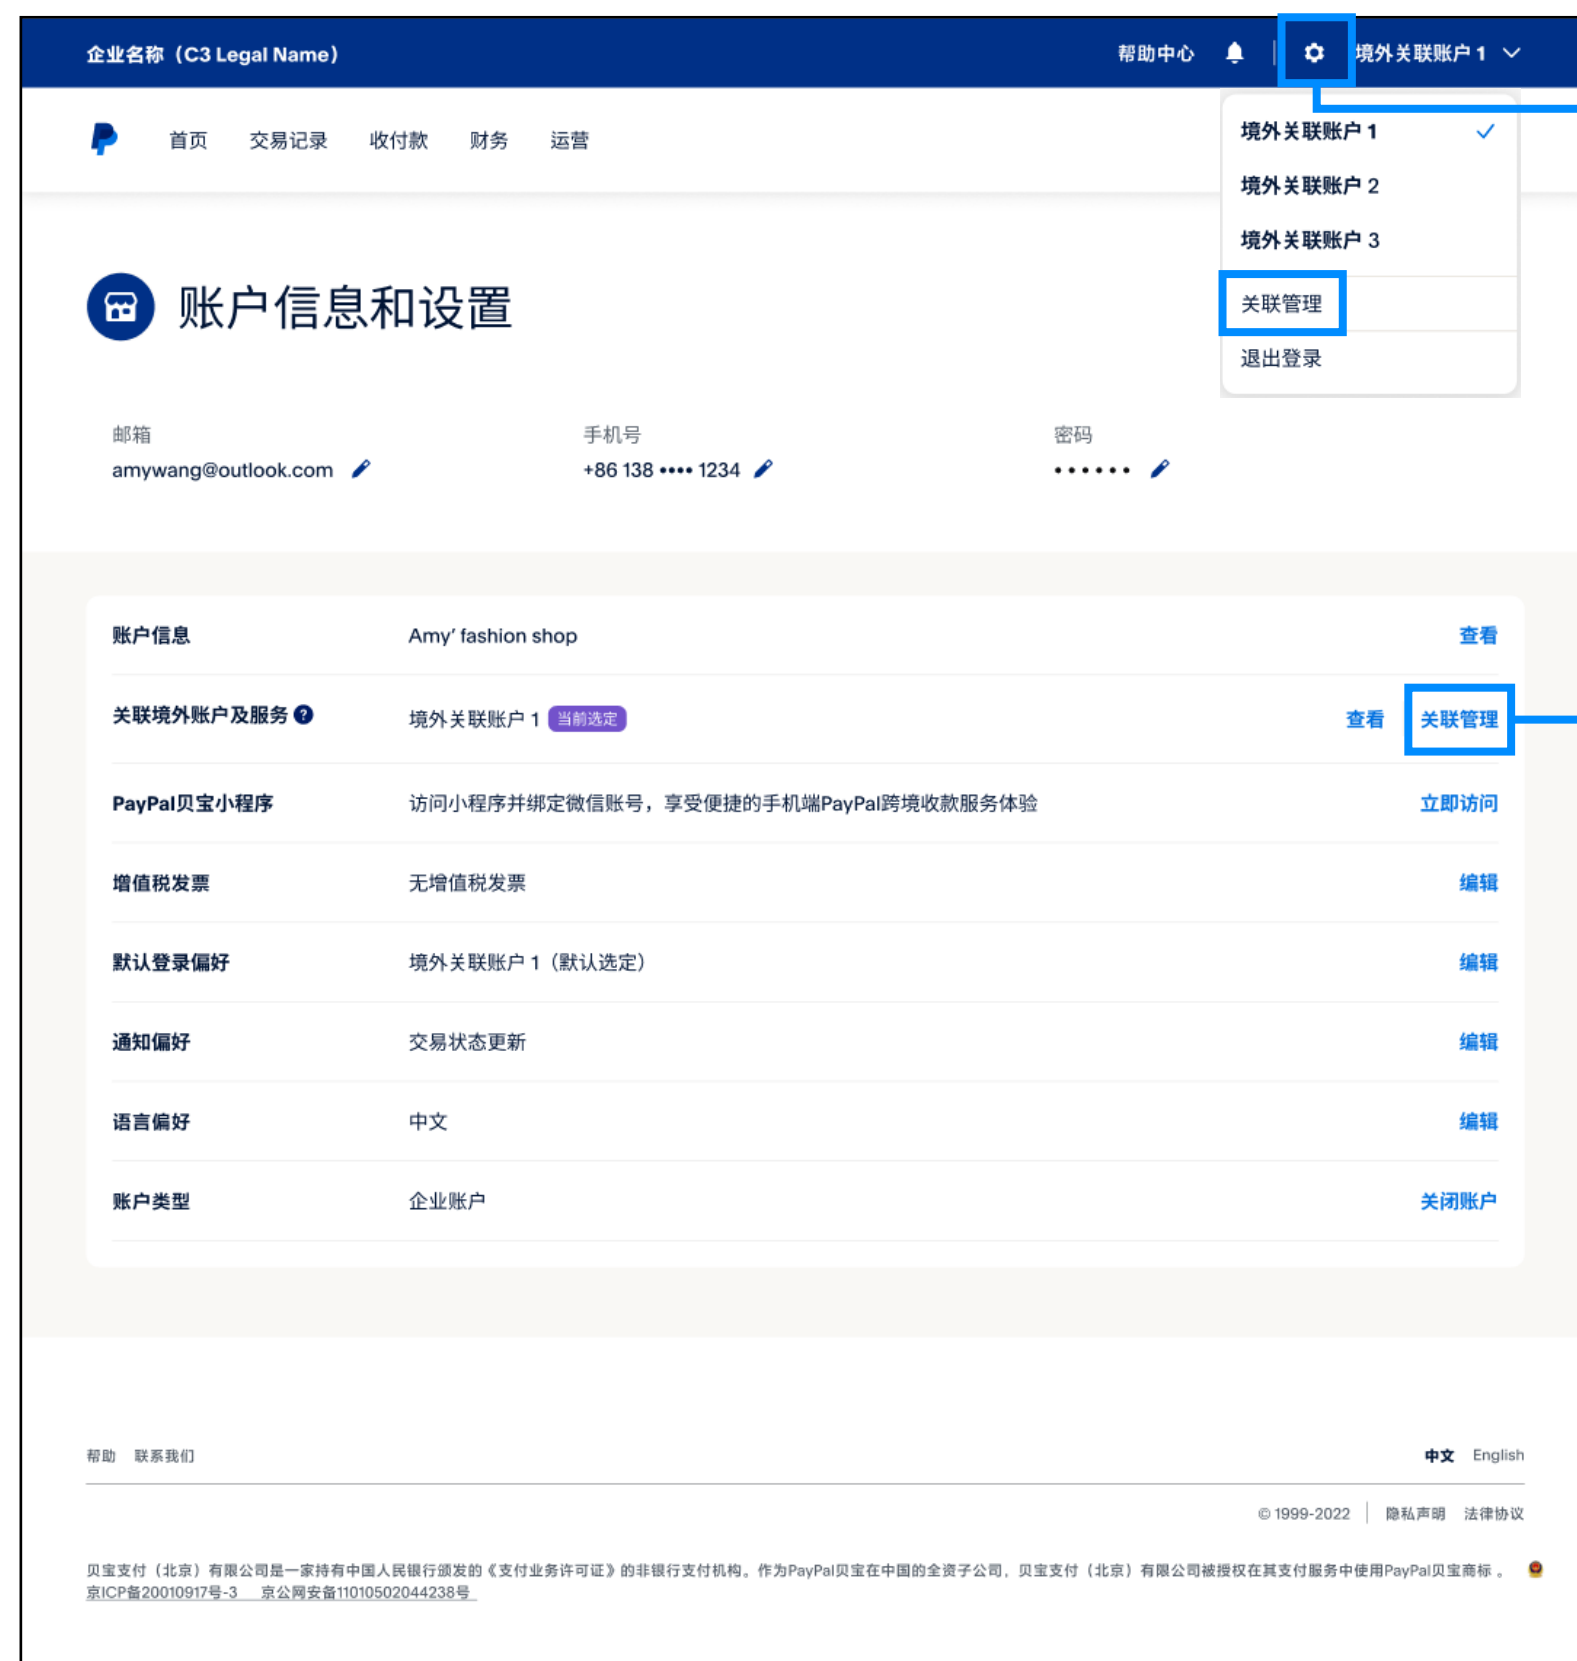 企业名称（C3 Legal Name）
帮助中心
境外关联账户 1
首页 交易记录 收付款 财务 运营
境外关联账户 1
境外关联账户 2
境外关联账户 3
关联管理
退出登录
账户信息和设置
邮箱 手机号 密码
amywang@outlook.com +86 138 •••• 1234 ••••••
账户信息 Amy’ fashion shop 查看
关联境外账户及服务 ? 境外关联账户 1 当前选定 查看 关联管理
PayPal贝宝小程序 访问小程序并绑定微信账号，享受便捷的手机端PayPal跨境收款服务体验 立即访问
增值税发票 无增值税发票 编辑
默认登录偏好 境外关联账户 1（默认选定） 编辑
通知偏好 交易状态更新 编辑
语言偏好 中文 编辑
账户类型 企业账户 关闭账户
帮助 联系我们 中文 English
© 1999-2022 隐私声明 法律协议
贝宝支付（北京）有限公司是一家持有中国人民银行颁发的《支付业务许可证》的非银行支付机构。作为PayPal贝宝在中国的全资子公司，贝宝支付（北京）有限公司被授权在其支付服务中使用PayPal贝宝商标 。
京ICP备20010917号-3 京公网安备11010502044238号